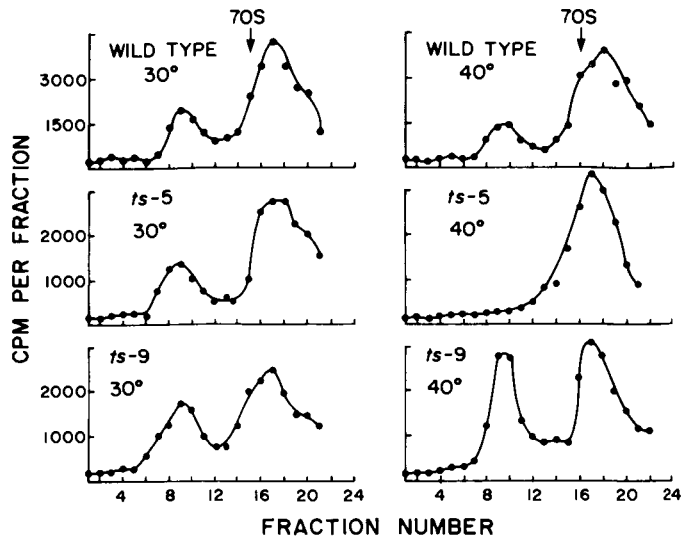 70S
70S
WILD TYPE
30°
WILD TYPE
40°
3000
1500
ts-5
30°
ts-5
40°
2000
1000
ts-9
30°
ts-9
40°
2000
1000
CPM PER FRACTION
4 8 12 16 20 24
4 8 12 16 20 24
FRACTION NUMBER